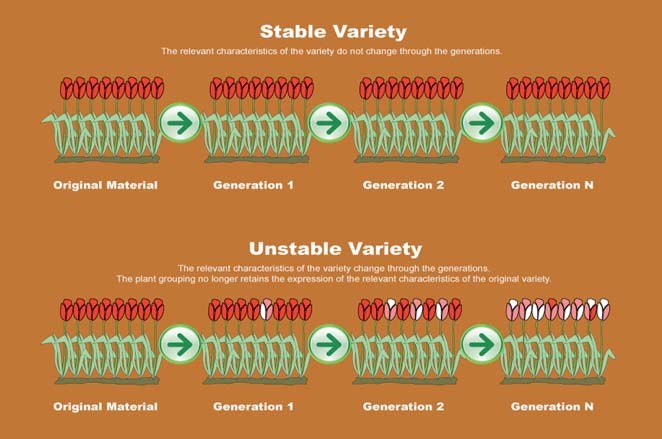 Stable Variety
The relevant characteristics of the variety do not change through the generations.
Original Material
Generation 1
Generation 2
Generation N
Unstable Variety
The relevant characteristics of the variety change through the generations.
The plant grouping no longer retains the expression of the relevant characteristics of the original variety.
Original Material
Generation 1
Generation 2
Generation N